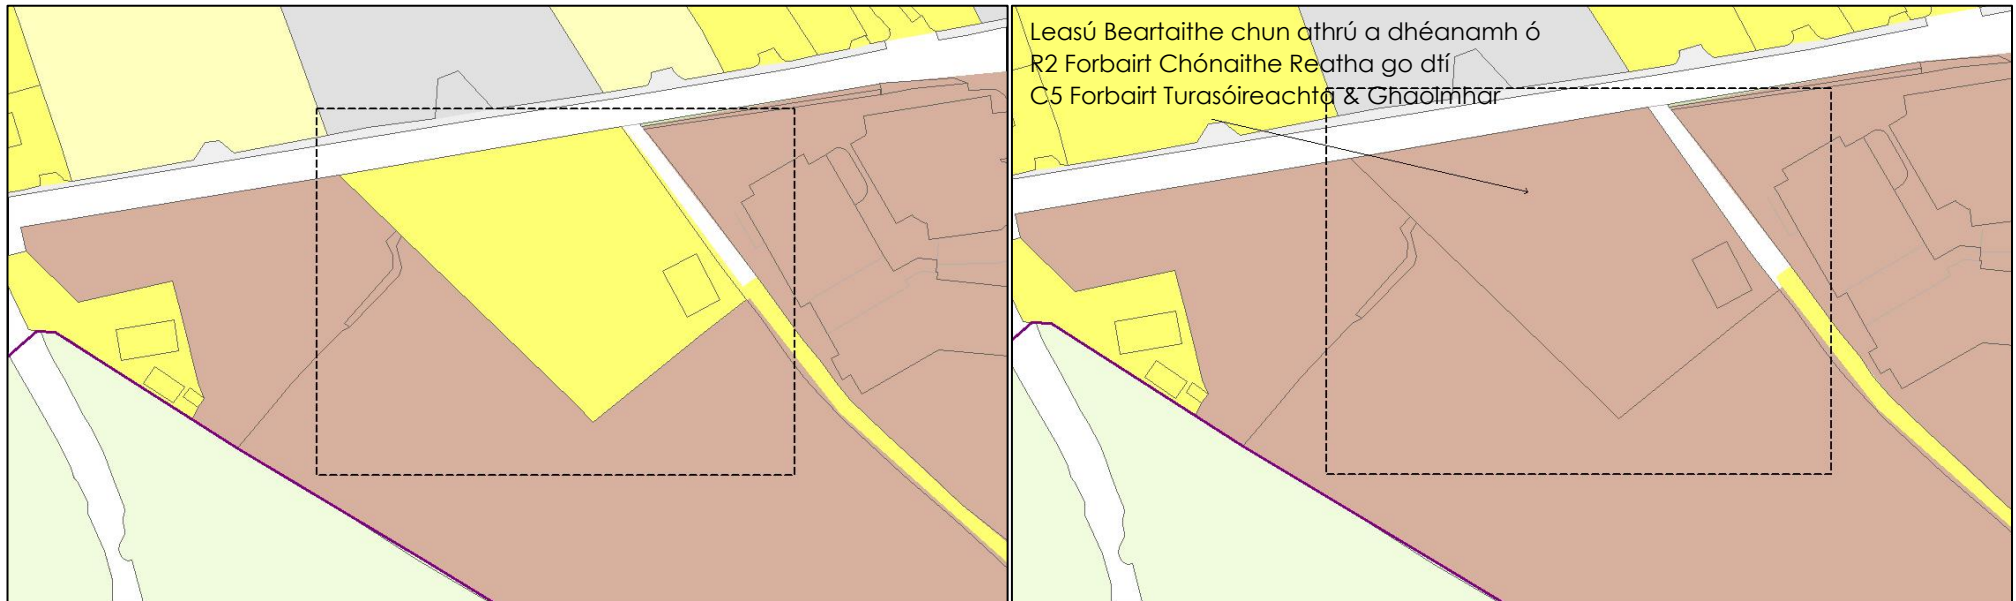 Leasú Beartaithe chun athrú a dhéanamh ó
R2 Forbairt Chónaithe Reatha go dtí
C5 Forbairt Turasóireachta & Ghaolmhar